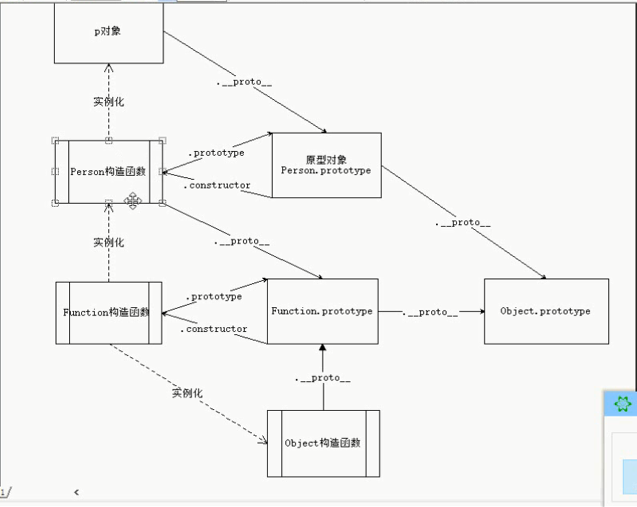 p对象
.__proto__
实例化
Person构造函数
.prototype
.constructor
原型对象
Person.prototype
.__proto__
实例化
.__proto__
Function构造函数
.prototype
.constructor
Function.prototype
.__proto__
Object.prototype
.__proto__
实例化
Object构造函数